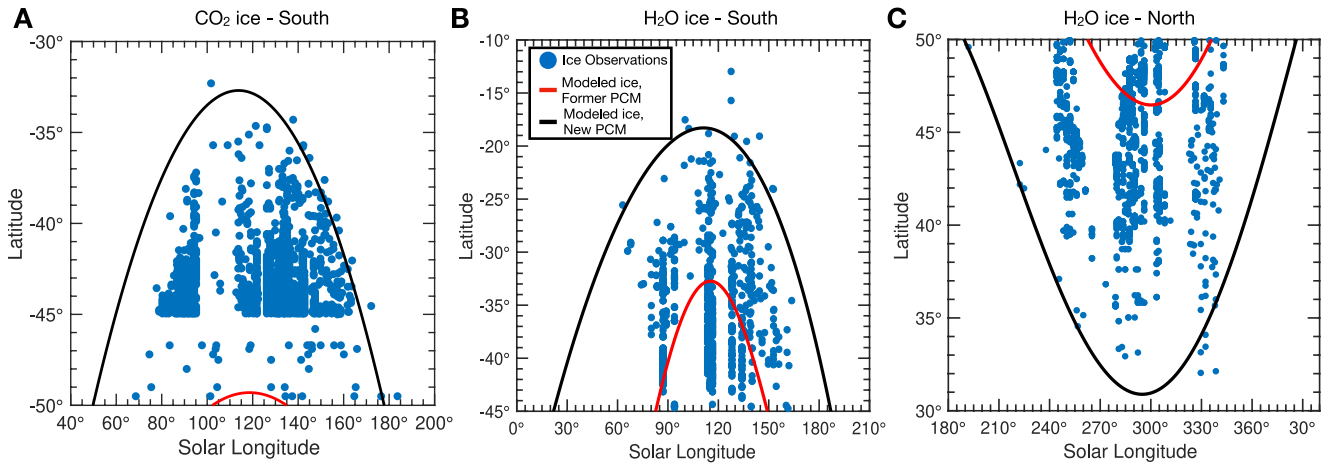 A
CO₂ ice - South
-30°
-35°
-40°
-45°
-50°
Latitude
40° 60° 80° 100° 120° 140° 160° 180° 200°
Solar Longitude
B
H₂O ice - South
-10°
-15°
-20°
-25°
-30°
-35°
-40°
-45°
Latitude
Ice Observations
Modeled ice,
Former PCM
Modeled ice,
New PCM
0° 30° 60° 90° 120° 150° 180° 210°
Solar Longitude
C
H₂O ice - North
50°
45°
40°
35°
30°
Latitude
180° 210° 240° 270° 300° 330° 360° 30°
Solar Longitude